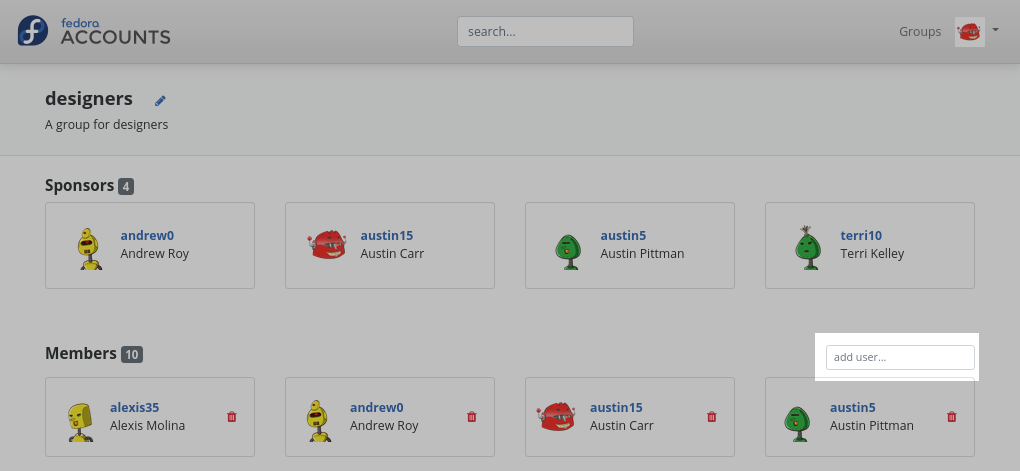 fedora
ACCOUNTS
search...
Groups
designers
A group for designers
Sponsors 4
andrew0
Andrew Roy
austin15
Austin Carr
austin5
Austin Pittman
terri10
Terri Kelley
Members 10
add user...
alexis35
Alexis Molina
andrew0
Andrew Roy
austin15
Austin Carr
austin5
Austin Pittman